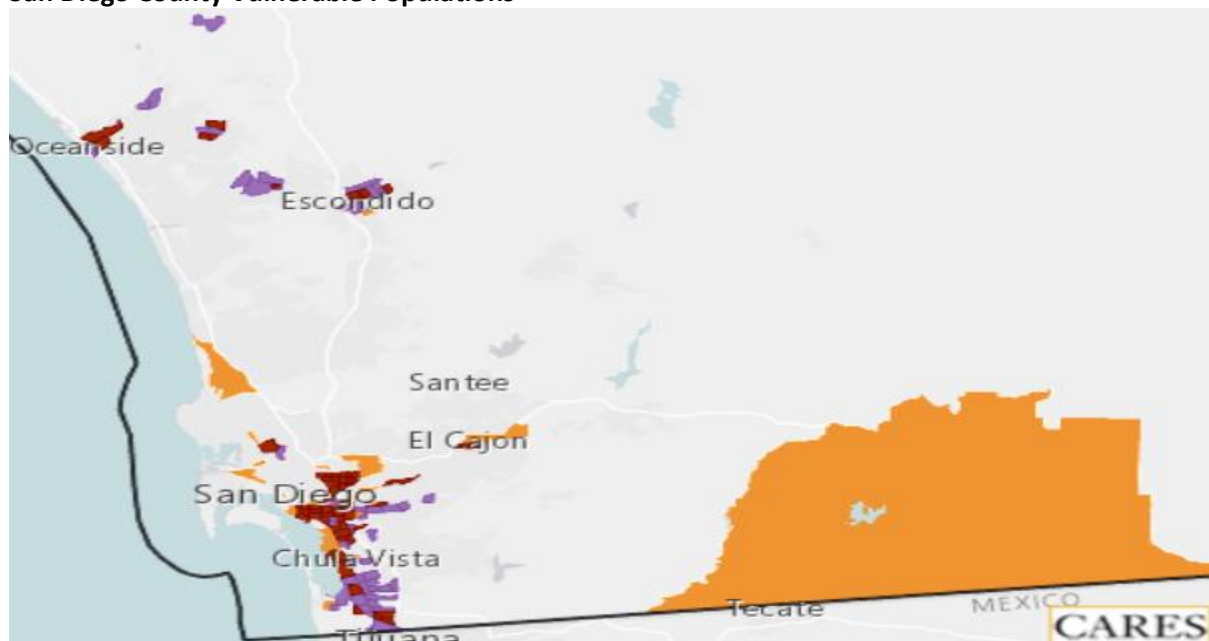 San Diego County Vulnerable Populations
Oceanside
Escondido
Santee
El Cajon
San Diego
Chula Vista
Tecate
MEXICO
Tijuana
CARES